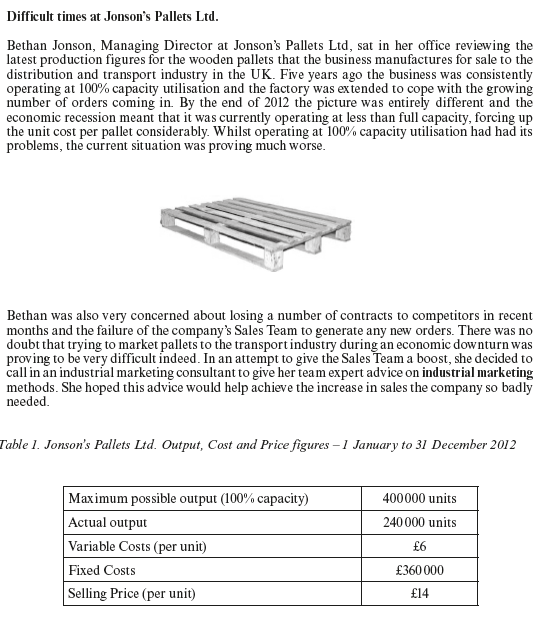 Difficult times at Jonson's Pallets Ltd.
Bethan Jonson, Managing Director at Jonson's Pallets Ltd, sat in her office reviewing the
latest production figures for the wooden pallets that the business manufactures for sale to the
distribution and transport industry in the UK. Five years ago the business was consistently
operating at 100% capacity utilisation and the factory was extended to cope with the growing
number of orders coming in. By the end of 2012 the picture was entirely different and the
economic recession meant that it was currently operating at less than full capacity, forcing up
the unit cost per pallet considerably. Whilst operating at 100% capacity utilisation had had its
problems, the current situation was proving much worse.
Bethan was also very concerned about losing a number of contracts to competitors in recent
months and the failure of the company's Sales Team to generate any new orders. There was no
doubt that trying to market pallets to the transport industry during an economic downturn was
proving to be very difficult indeed. In an attempt to give the Sales Team a boost, she decided to
call in an industrial marketing consultant to give her team expert advice on industrial marketing
methods. She hoped this advice would help achieve the increase in sales the company so badly
needed.
Table 1. Jonson's Pallets Ltd. Output, Cost and Price figures – 1 January to 31 December 2012
Maximum possible output (100% capacity) 400 000 units
Actual output 240 000 units
Variable Costs (per unit) £6
Fixed Costs £360 000
Selling Price (per unit) £14